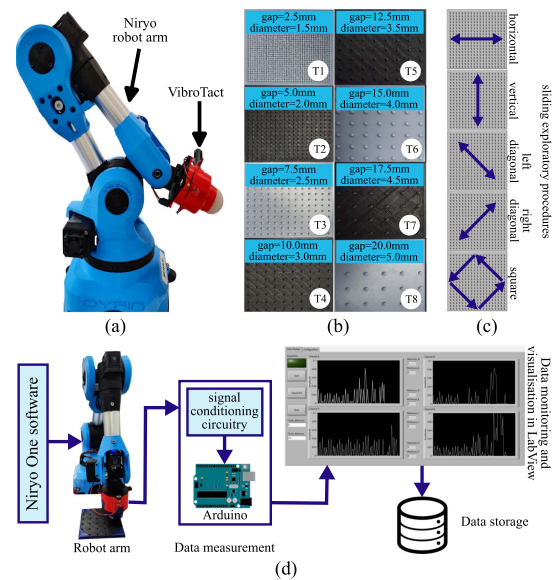 Niryo
robot arm
VibroTact
(a)
gap=2.5mm
diameter=1.5mm
T1
gap=12.5mm
diameter=3.5mm
T5
gap=5.0mm
diameter=2.0mm
T2
gap=15.0mm
diameter=4.0mm
T6
gap=7.5mm
diameter=2.5mm
T3
gap=17.5mm
diameter=4.5mm
T7
gap=10.0mm
diameter=3.0mm
T4
gap=20.0mm
diameter=5.0mm
T8
(b)
horizontal
vertical
left
diagonal
right
diagonal
square
sliding exploratory procedures
(c)
Niryo One software
Robot arm
signal
conditioning
circuitry
Arduino
Data measurement
Data monitoring and
visualisation in LabView
Data storage
(d)